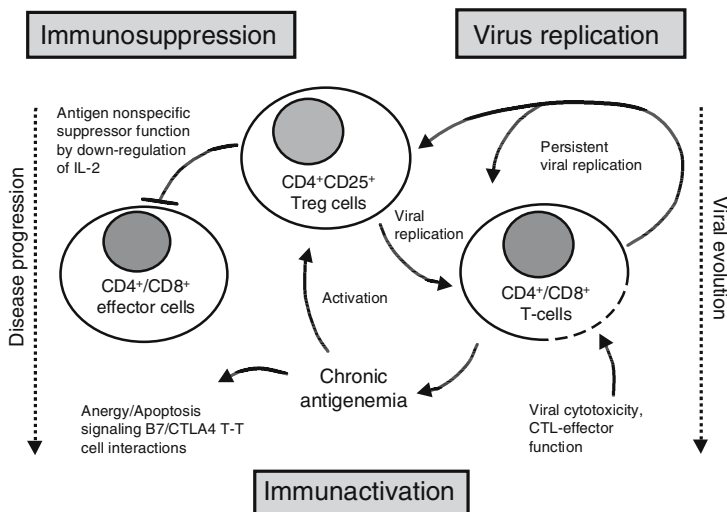 Immunosuppression
Virus replication
Antigen nonspecific
suppressor function
by down-regulation
of IL-2
CD4⁺CD25⁺
Treg cells
Persistent
viral replication
Viral
replication
CD4⁺/CD8⁺
effector cells
CD4⁺/CD8⁺
T-cells
Activation
Chronic
antigenemia
Anergy/Apoptosis
signaling B7/CTLA4 T-T
cell interactions
Viral cytotoxicity,
CTL-effector
function
Disease progression
Viral evolution
Immunactivation